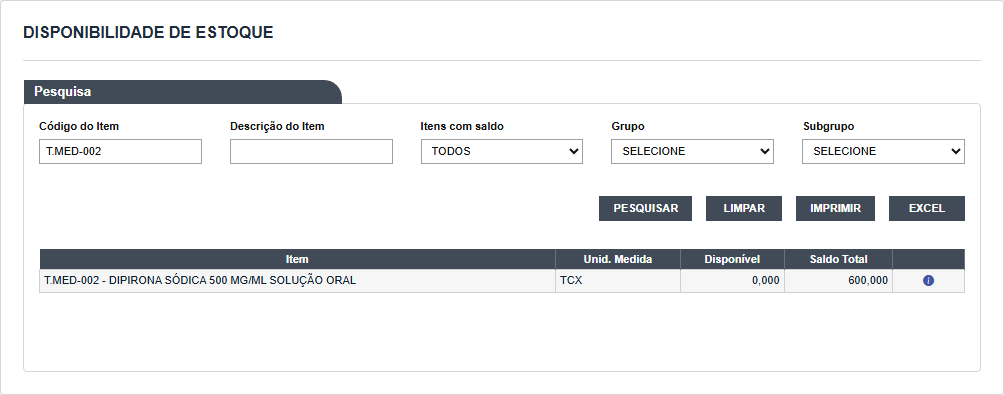 DISPONIBILIDADE DE ESTOQUE
Pesquisa
Código do Item Descrição do Item Itens com saldo Grupo Subgrupo
T.MED-002 TODOS SELECIONE SELECIONE
PESQUISAR LIMPAR IMPRIMIR EXCEL
Item Unid. Medida Disponível Saldo Total
T.MED-002 - DIPIRONA SÓDICA 500 MG/ML SOLUÇÃO ORAL TCX 0,000 600,000 i